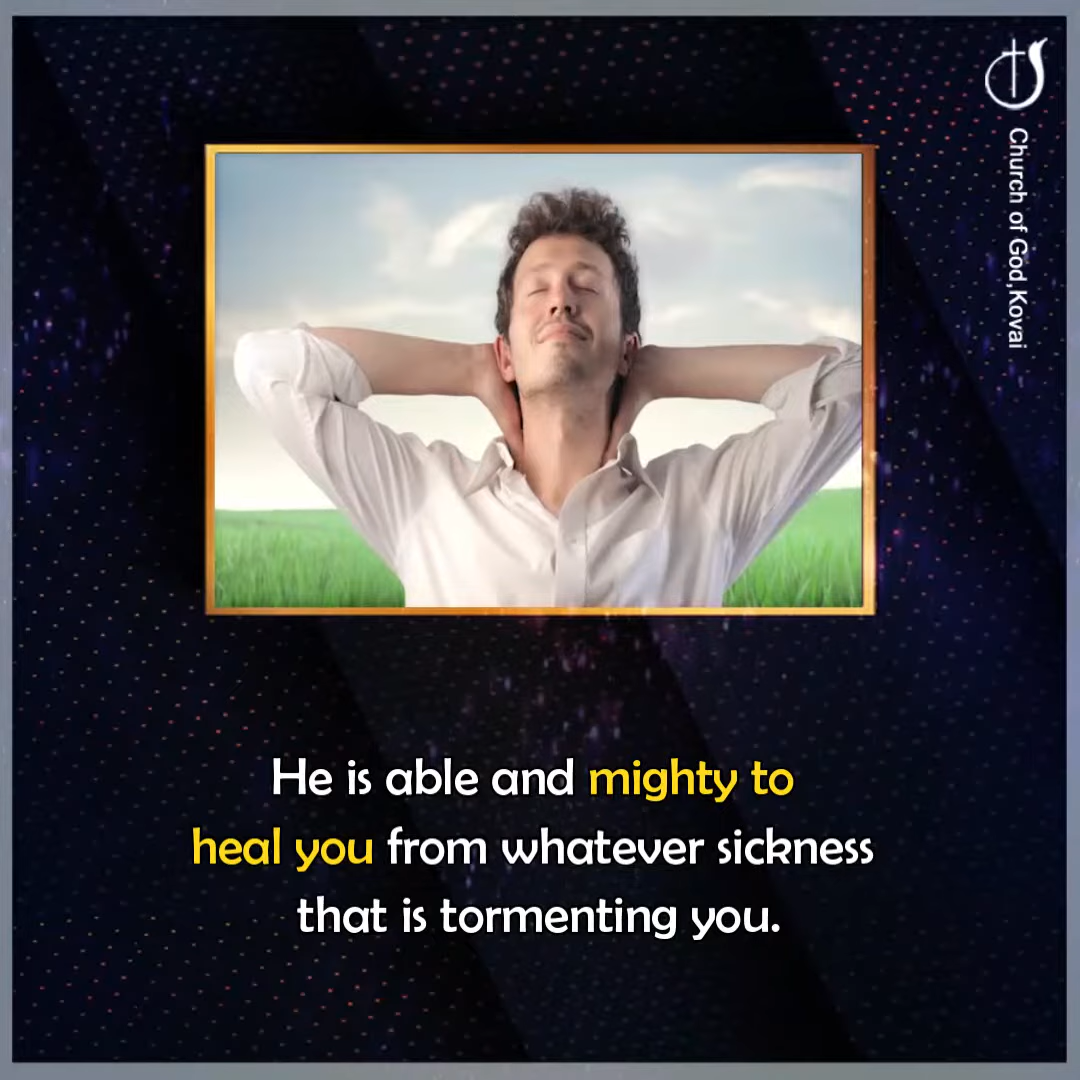 Church of God,Kovai
He is able and mighty to
heal you from whatever sickness
that is tormenting you.